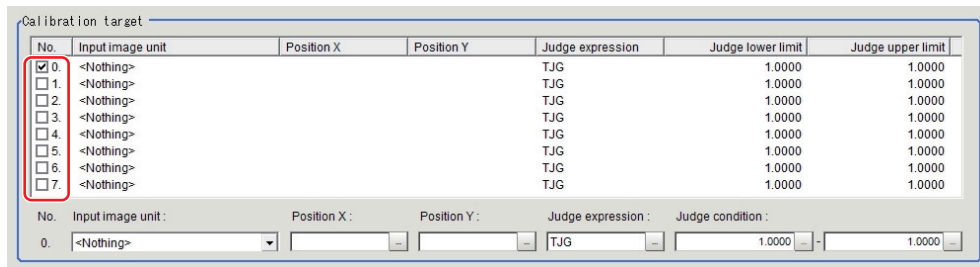 Calibration target
No. Input image unit Position X Position Y Judge expression Judge lower limit Judge upper limit
0. <Nothing> TJG 1.0000 1.0000
1. <Nothing> TJG 1.0000 1.0000
2. <Nothing> TJG 1.0000 1.0000
3. <Nothing> TJG 1.0000 1.0000
4. <Nothing> TJG 1.0000 1.0000
5. <Nothing> TJG 1.0000 1.0000
6. <Nothing> TJG 1.0000 1.0000
7. <Nothing> TJG 1.0000 1.0000
No. Input image unit : Position X : Position Y : Judge expression : Judge condition :
0. <Nothing> ... ... TJG ... 1.0000 ... - 1.0000 ...